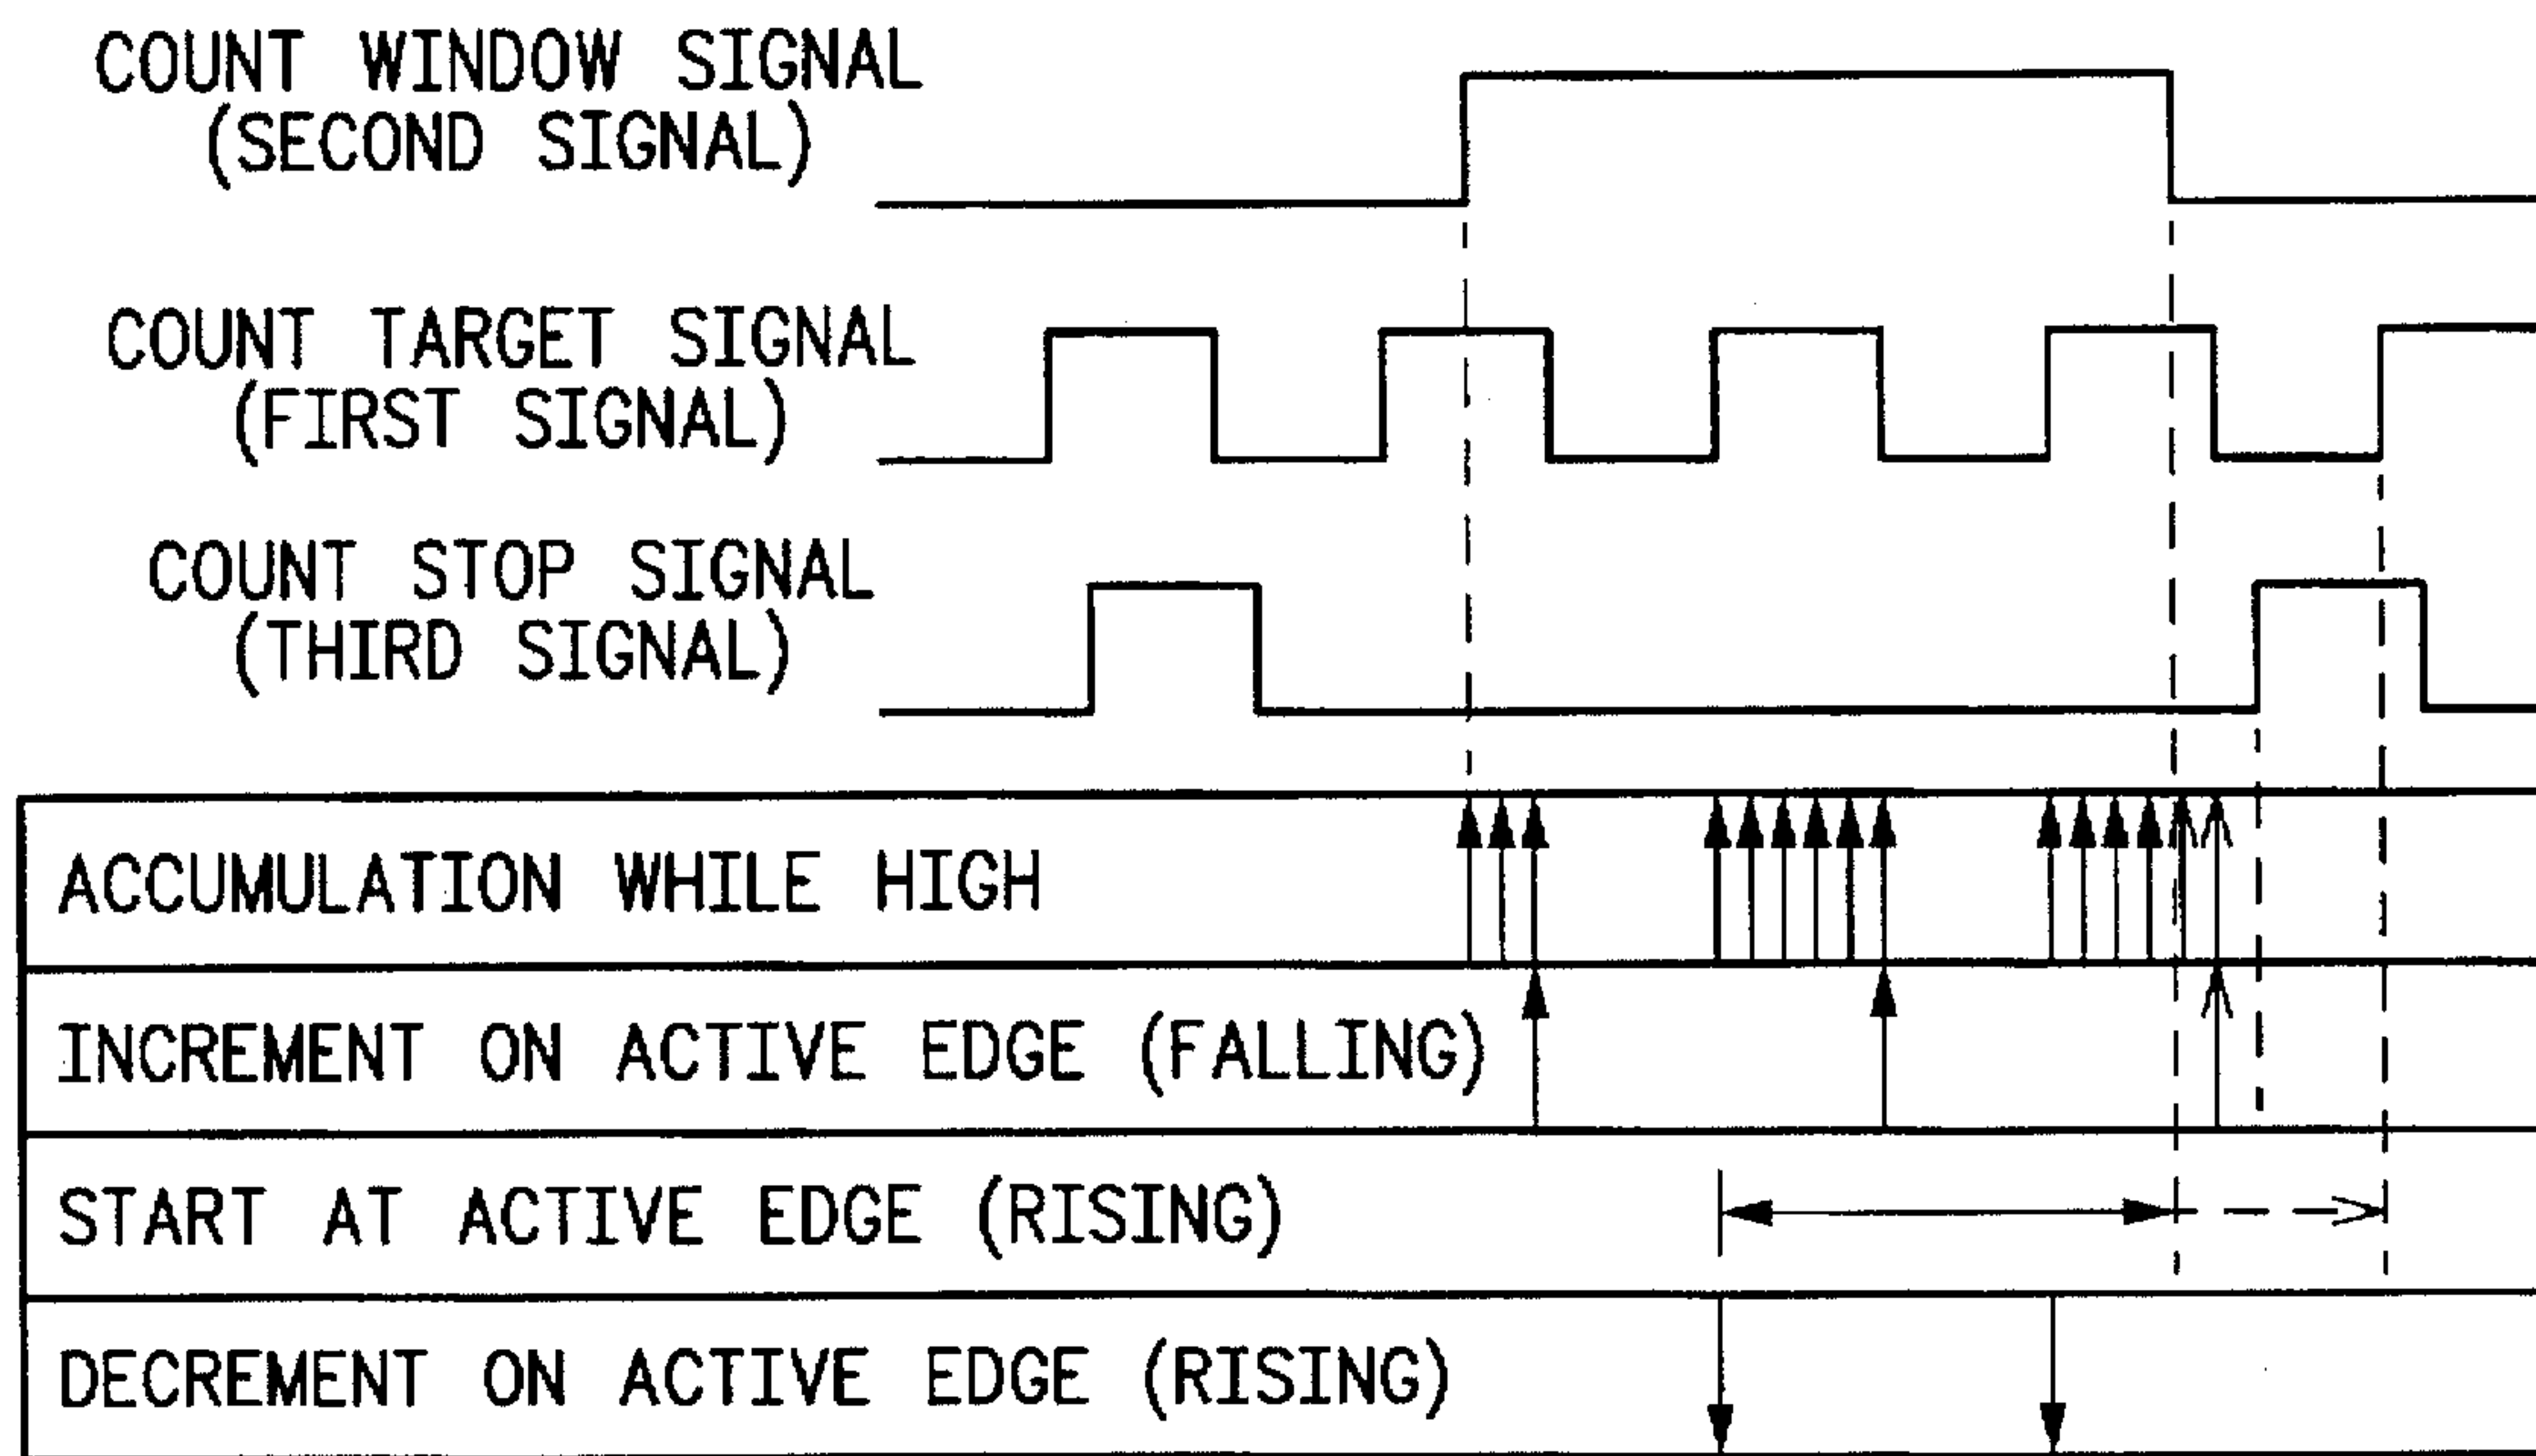 COUNT WINDOW SIGNAL
(SECOND SIGNAL)
COUNT TARGET SIGNAL
(FIRST SIGNAL)
COUNT STOP SIGNAL
(THIRD SIGNAL)
ACCUMULATION WHILE HIGH
INCREMENT ON ACTIVE EDGE (FALLING)
START AT ACTIVE EDGE (RISING)
DECREMENT ON ACTIVE EDGE (RISING)